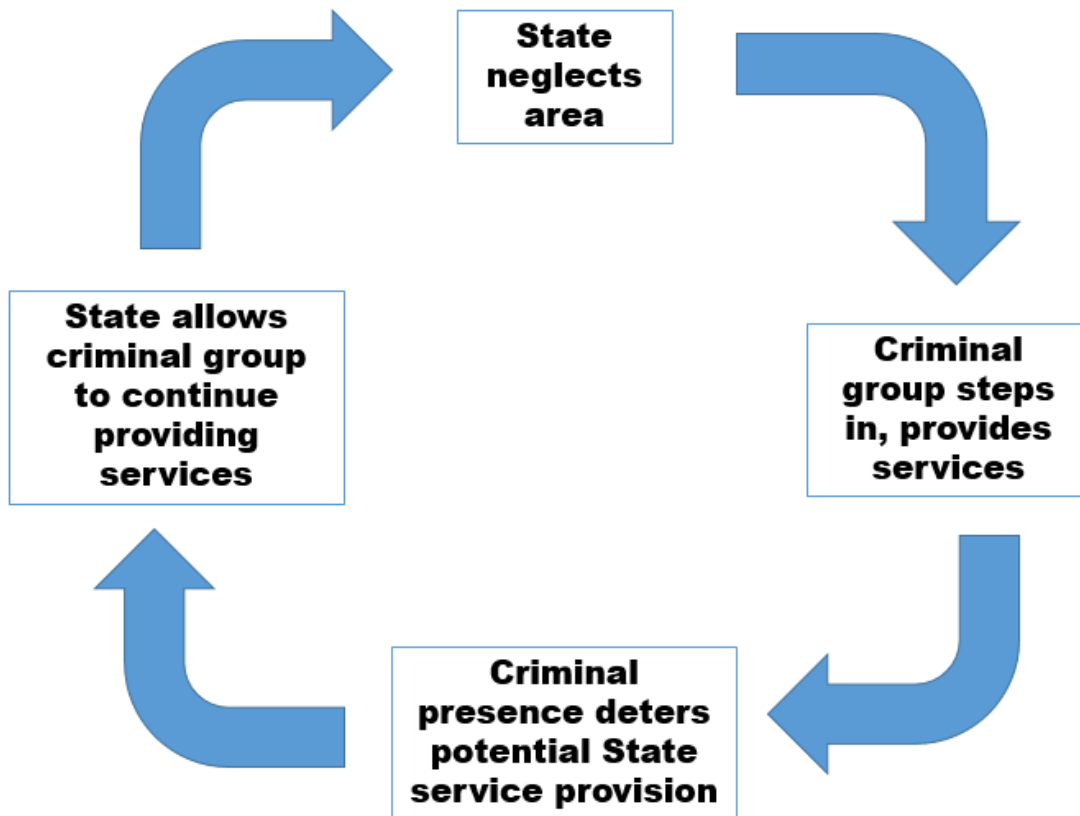 State
neglects
area
Criminal
group steps
in, provides
services
Criminal
presence deters
potential State
service provision
State allows
criminal group
to continue
providing
services